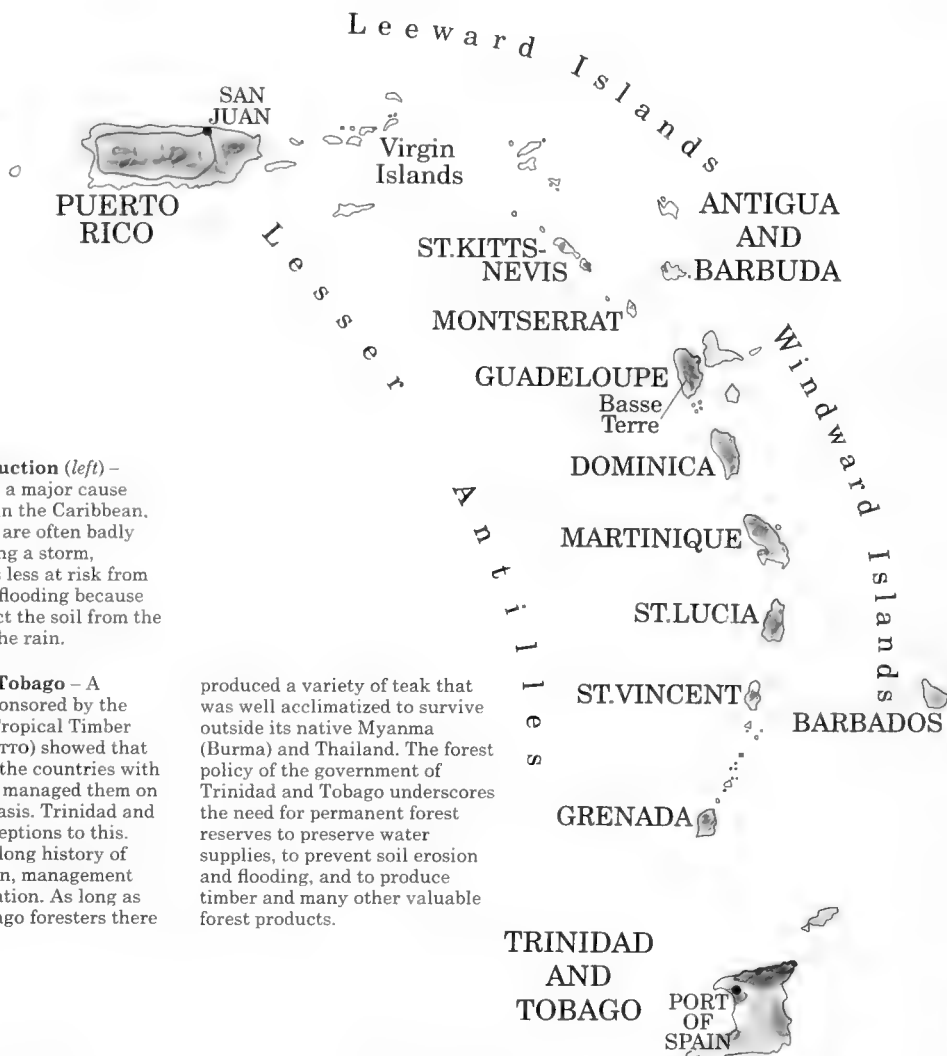 Leeward Islands
SAN
JUAN
PUERTO
RICO
Virgin
Islands
Lesser
Antilles
ANTIGUA
AND
BARBUDA
ST.KITTS-
NEVIS
MONTSERRAT
GUADELOUPE
Basse
Terre
Windward Islands
DOMINICA
MARTINIQUE
ST.LUCIA
ST.VINCENT
BARBADOS
GRENADA
TRINIDAD
AND
TOBAGO
PORT
OF
SPAIN
uction (left) –
a major cause
n the Caribbean,
are often badly
ng a storm,
s less at risk from
flooding because
ct the soil from the
he rain.
Tobago – A
onsored by the
Tropical Timber
TTO) showed that
the countries with
managed them on
asis. Trinidad and
eptions to this.
long history of
n, management
ation. As long as
ago foresters there
produced a variety of teak that
was well acclimatized to survive
outside its native Myanma
(Burma) and Thailand. The forest
policy of the government of
Trinidad and Tobago underscores
the need for permanent forest
reserves to preserve water
supplies, to prevent soil erosion
and flooding, and to produce
timber and many other valuable
forest products.